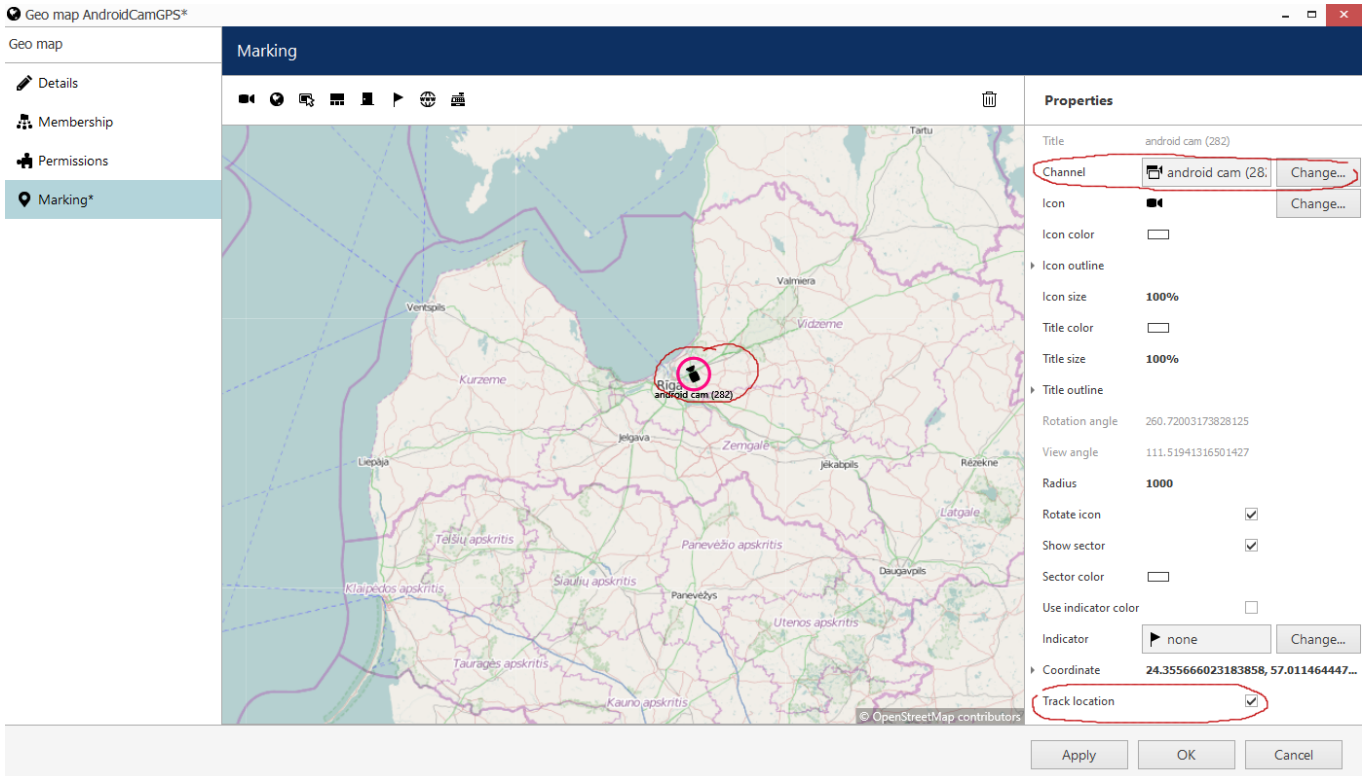 Geo map AndroidCamGPS*
Geo map
Details
Membership
Permissions
Marking*
Marking
Tartu
Valmiera
Ventspils
Vidzeme
Kurzeme
Rīga
android cam (282)
Jelgava
Zemgale
Jēkabpils
Rēzekne
Liepāja
Latgale
Telšių apskritis
Panevėžio apskritis
Daugavpils
Šiaulių apskritis
Klaipėdos apskritis
Panevėžys
Utenos apskritis
Tauragės apskritis
Kauno apskritis
© OpenStreetMap contributors
Properties
Title android cam (282)
Channel android cam (282 Change...
Icon Change...
Icon color
Icon outline
Icon size 100%
Title color
Title size 100%
Title outline
Rotation angle 260.72003173828125
View angle 111.51941316501427
Radius 1000
Rotate icon
Show sector
Sector color
Use indicator color
Indicator none Change...
Coordinate 24.355666023183858, 57.011464447...
Track location
Apply OK Cancel